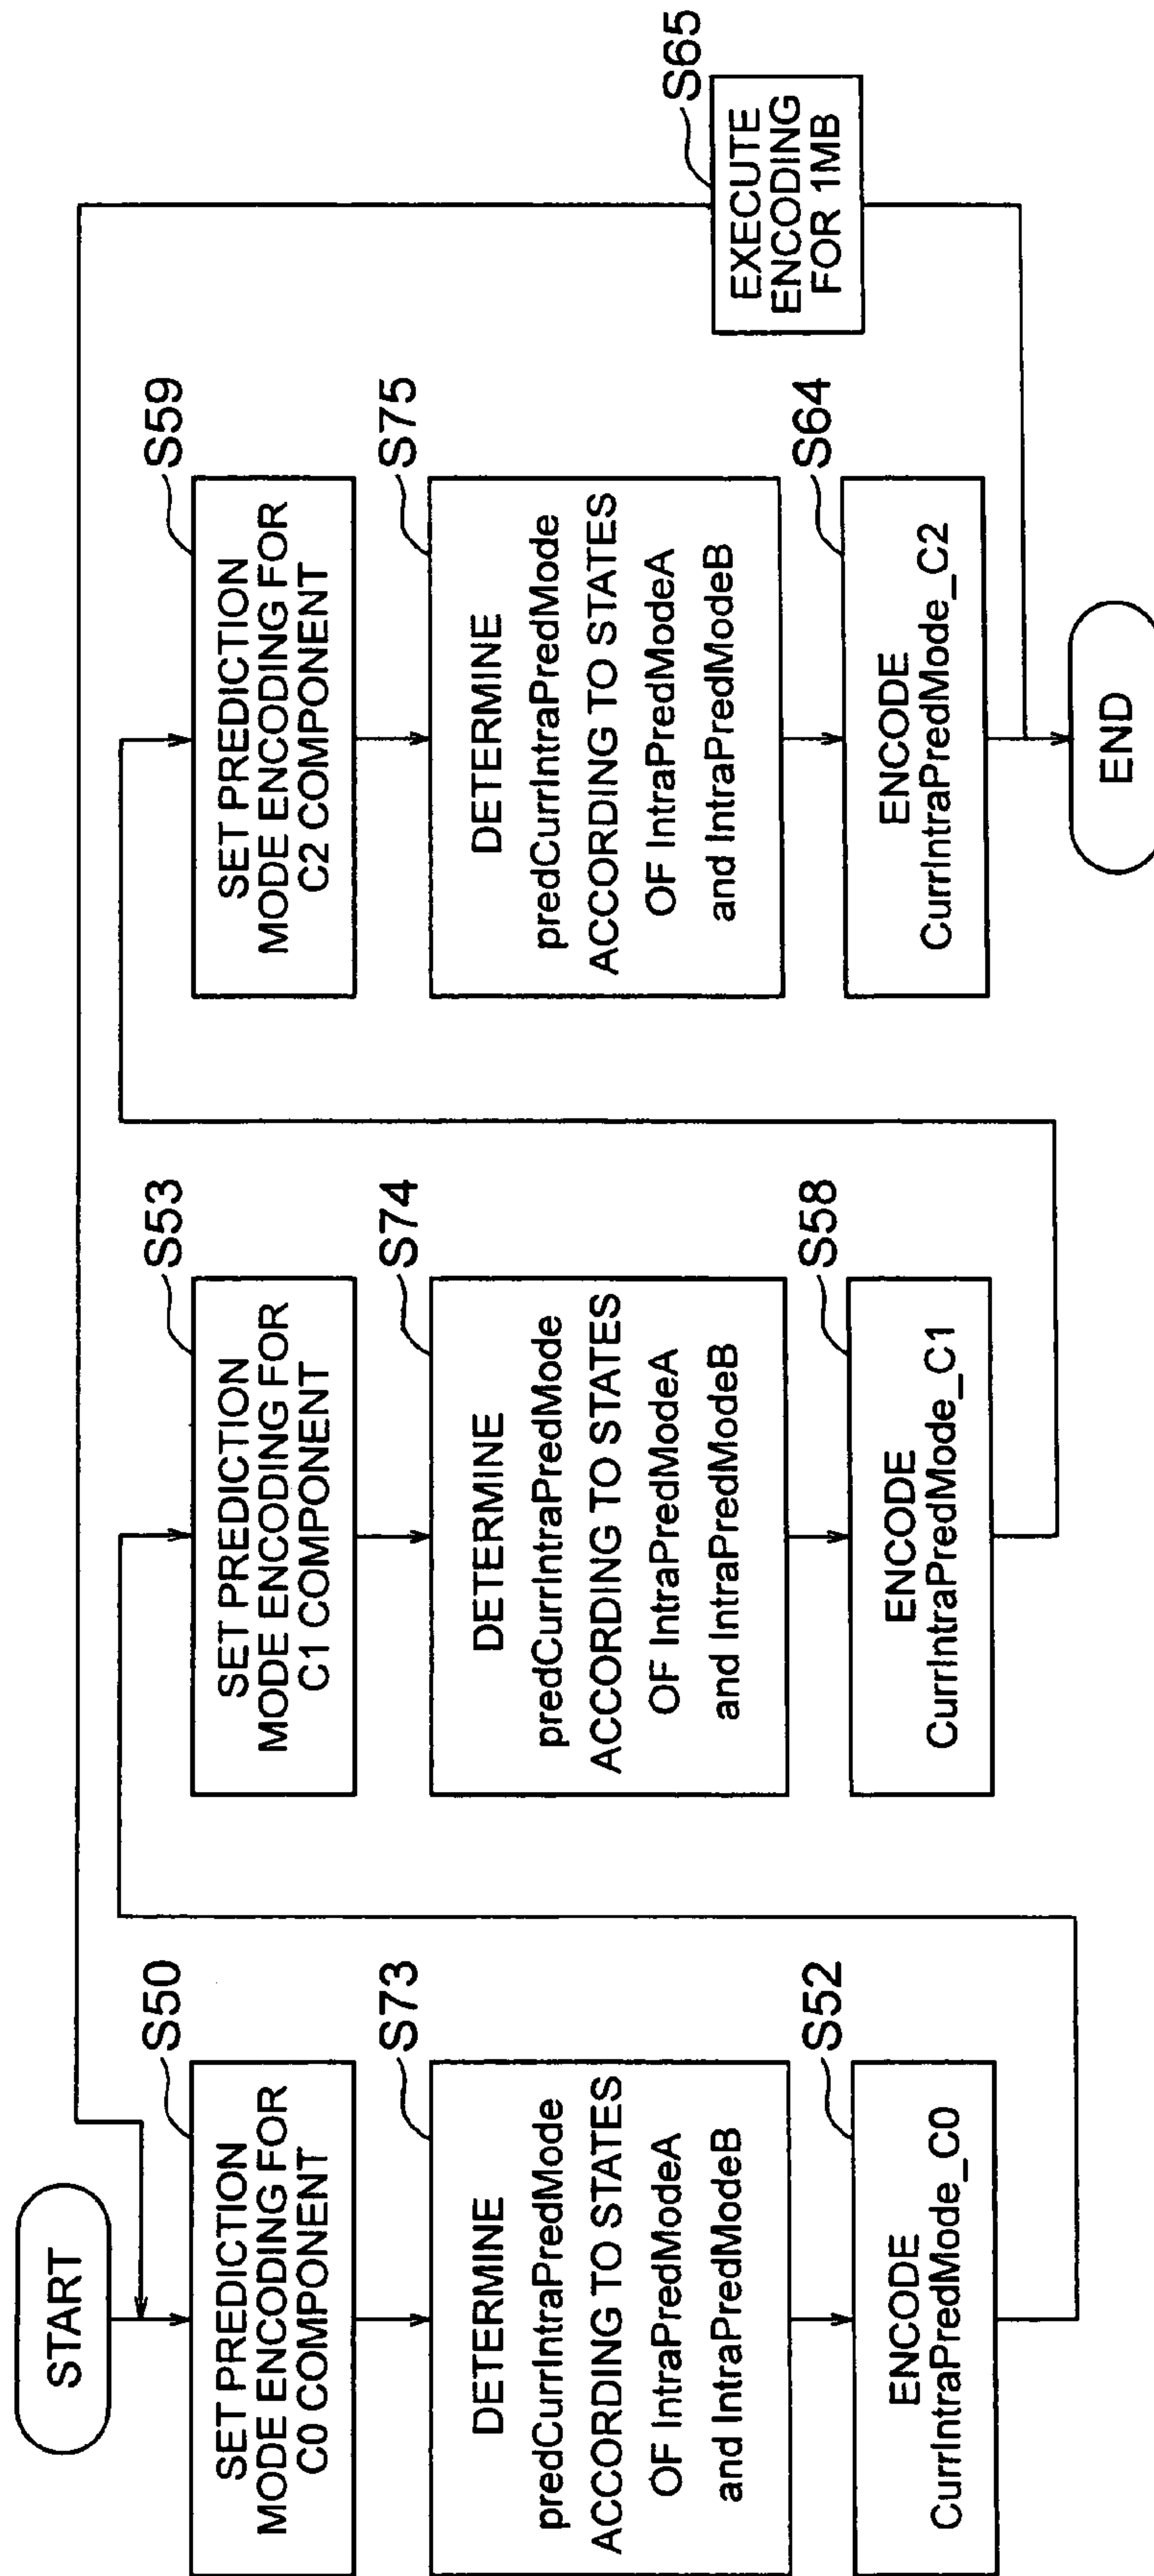 START
S50
SET PREDICTION
MODE ENCODING FOR
C0 COMPONENT
S73
DETERMINE
predCurrIntraPredMode
ACCORDING TO STATES
OF IntraPredModeA
and IntraPredModeB
S52
ENCODE
CurrIntraPredMode_C0
S53
SET PREDICTION
MODE ENCODING FOR
C1 COMPONENT
S74
DETERMINE
predCurrIntraPredMode
ACCORDING TO STATES
OF IntraPredModeA
and IntraPredModeB
S58
ENCODE
CurrIntraPredMode_C1
S59
SET PREDICTION
MODE ENCODING FOR
C2 COMPONENT
S75
DETERMINE
predCurrIntraPredMode
ACCORDING TO STATES
OF IntraPredModeA
and IntraPredModeB
S64
ENCODE
CurrIntraPredMode_C2
S65
EXECUTE
ENCODING
FOR 1MB
END